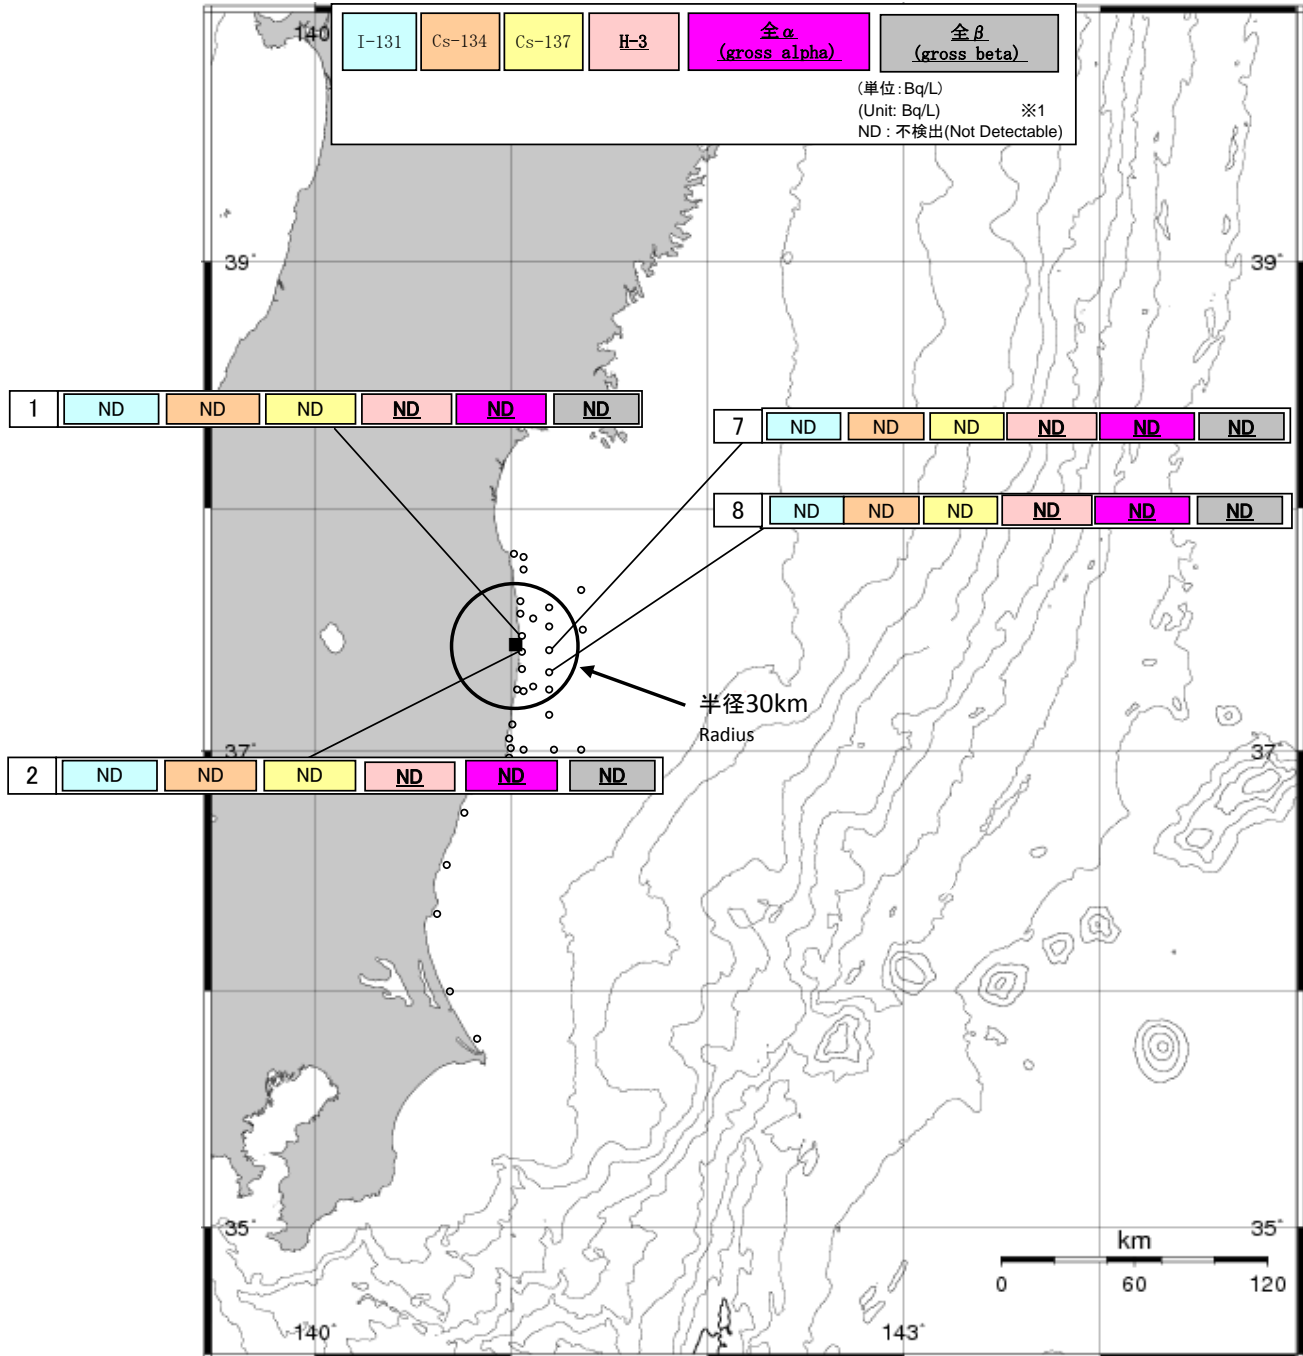 I-131 Cs-134 Cs-137 H-3 全α 全β
(gross alpha) (gross beta)
(単位:Bq/L)
(Unit: Bq/L) ※1
ND : 不検出(Not Detectable)
140
39° 39°
1 ND ND ND ND ND ND
7 ND ND ND ND ND ND
8 ND ND ND ND ND ND
半径30km
Radius
37° 37°
2 ND ND ND ND ND ND
35° 35°
km
0 60 120
140° 143°